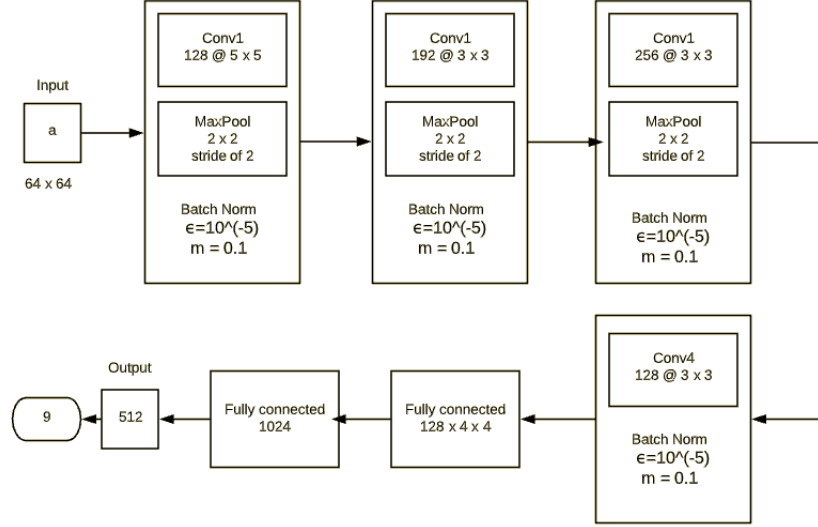 Input
a
64 x 64
Conv1
128 @ 5 x 5
MaxPool
2 x 2
stride of 2
Batch Norm
ϵ=10^(-5)
m = 0.1
Conv1
192 @ 3 x 3
MaxPool
2 x 2
stride of 2
Batch Norm
ϵ=10^(-5)
m = 0.1
Conv1
256 @ 3 x 3
MaxPool
2 x 2
stride of 2
Batch Norm
ϵ=10^(-5)
m = 0.1
Conv4
128 @ 3 x 3
Batch Norm
ϵ=10^(-5)
m = 0.1
Fully connected
128 x 4 x 4
Fully connected
1024
Output
512
9